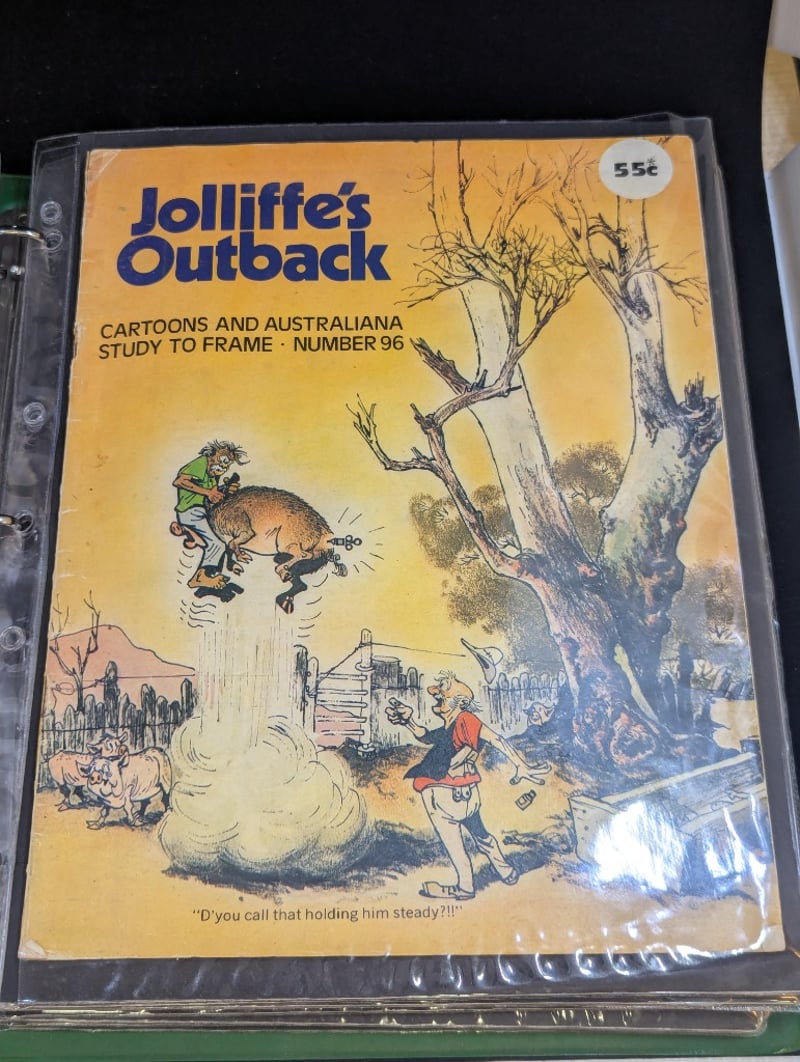 55*c
Jolliffe's
Outback
CARTOONS AND AUSTRALIANA
STUDY TO FRAME · NUMBER 96
"D'you call that holding him steady?!!"